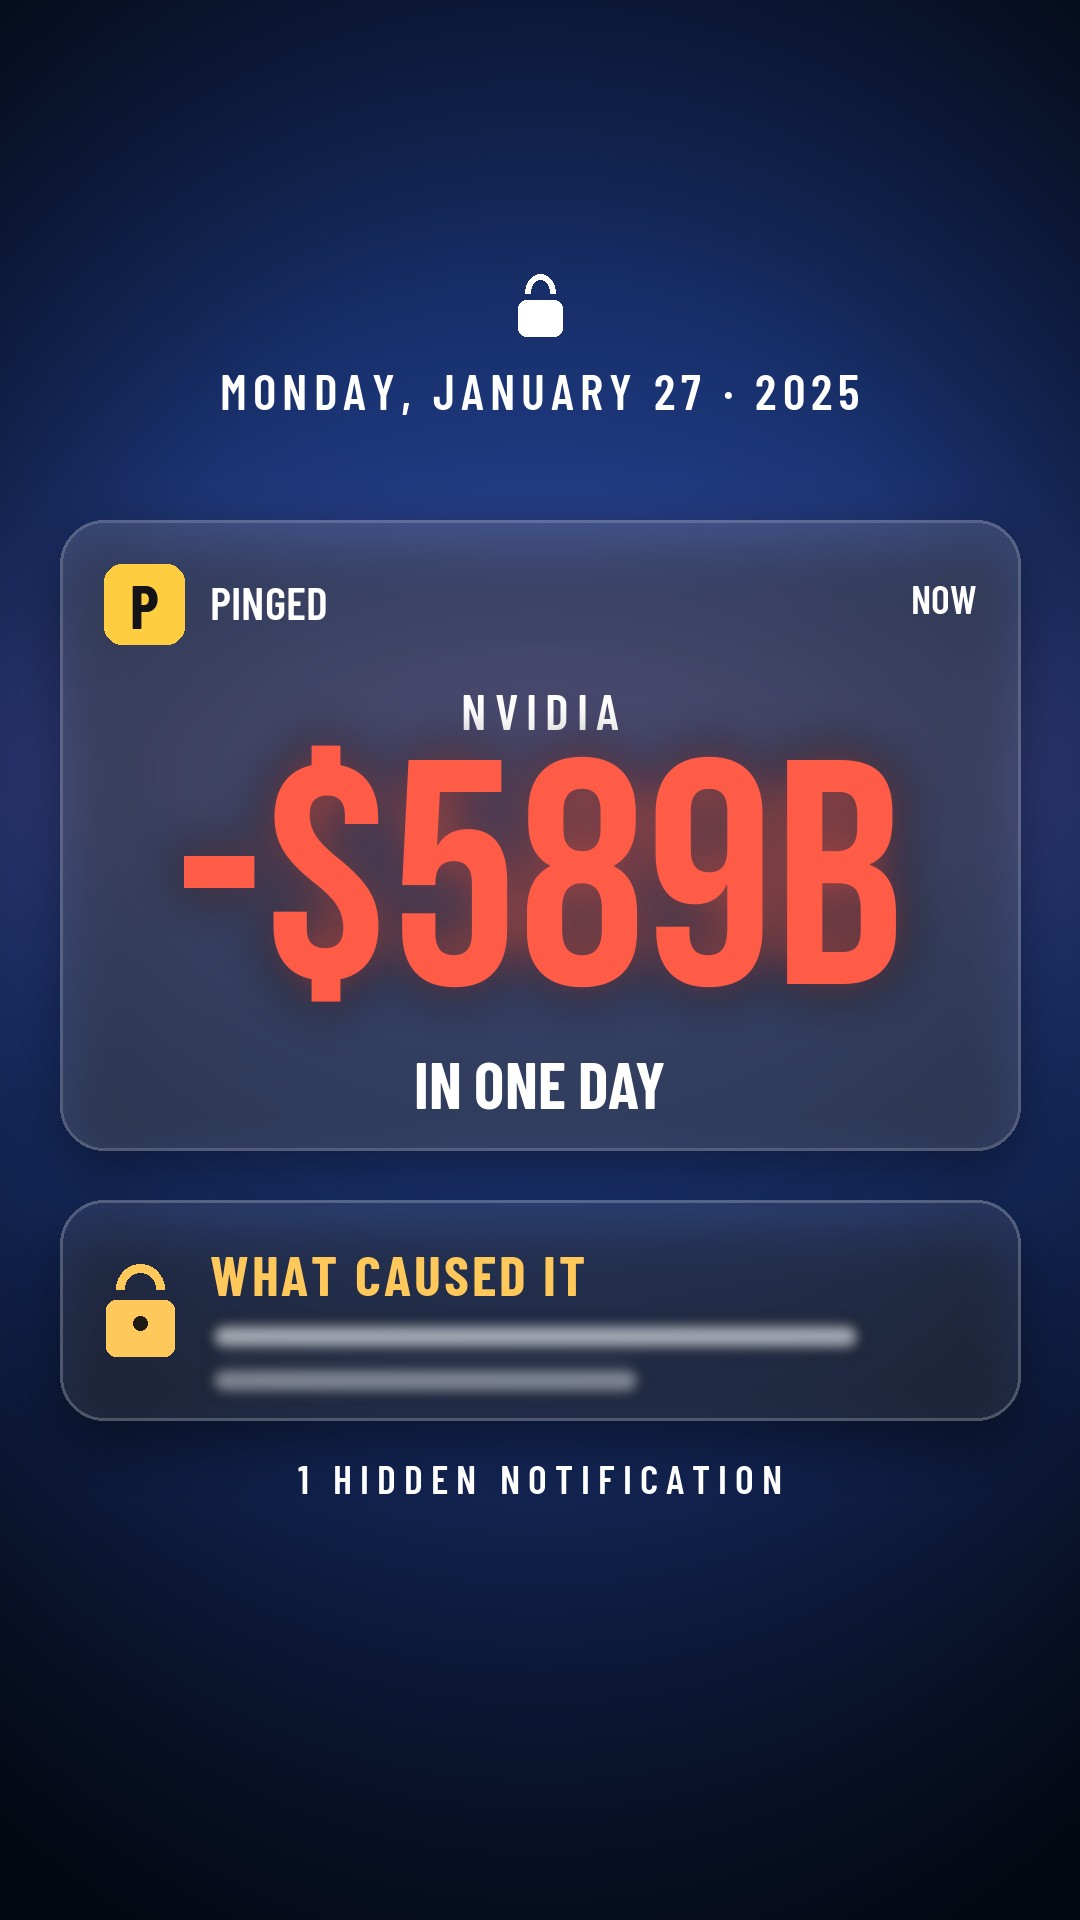 MONDAY, JANUARY 27 · 2025
P PINGED NOW
NVIDIA
-$589B
IN ONE DAY
WHAT CAUSED IT
1 HIDDEN NOTIFICATION